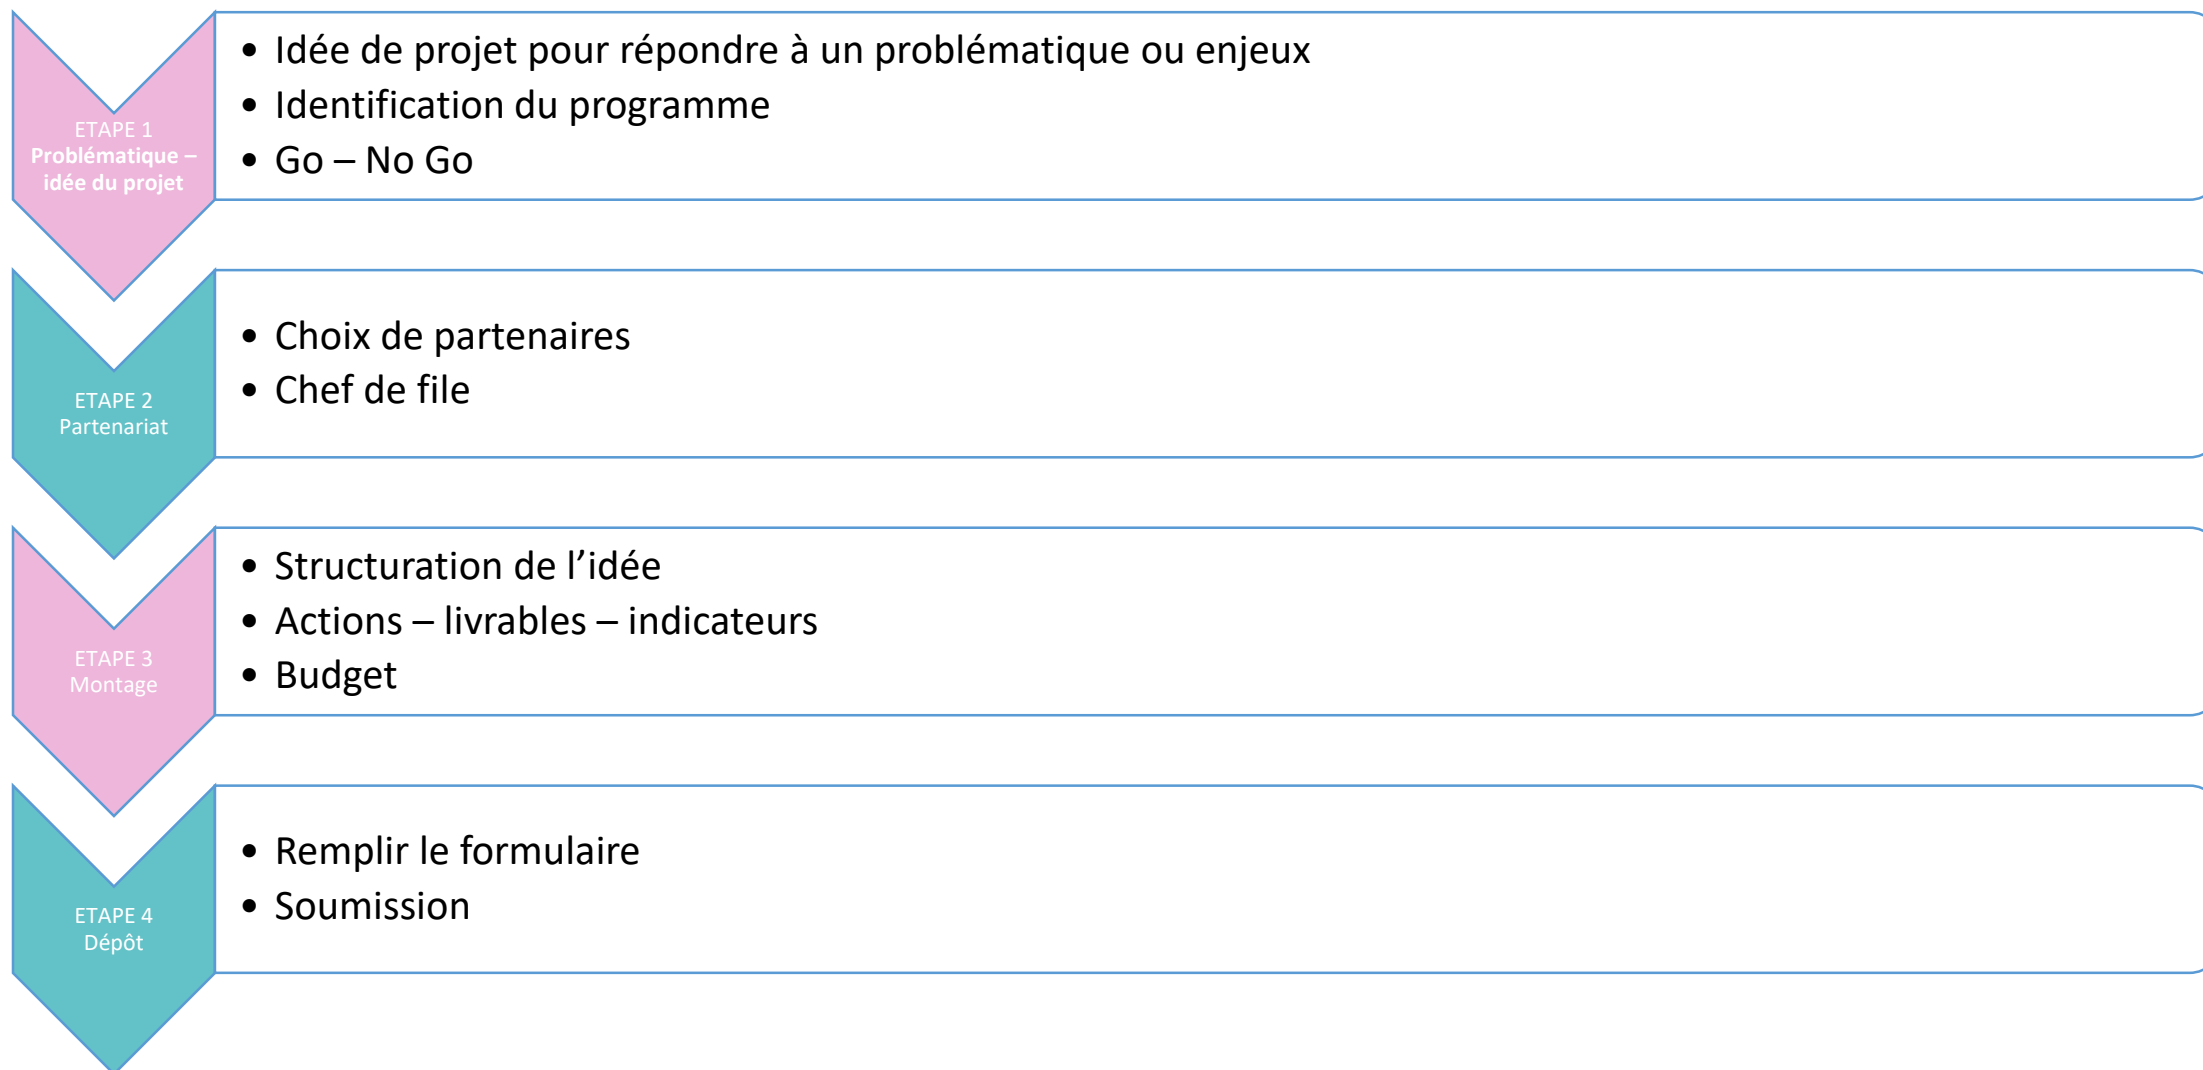 ETAPE 1
Problématique –
idée du projet
• Idée de projet pour répondre à un problématique ou enjeux
• Identification du programme
• Go – No Go
ETAPE 2
Partenariat
• Choix de partenaires
• Chef de file
ETAPE 3
Montage
• Structuration de l’idée
• Actions – livrables – indicateurs
• Budget
ETAPE 4
Dépôt
• Remplir le formulaire
• Soumission